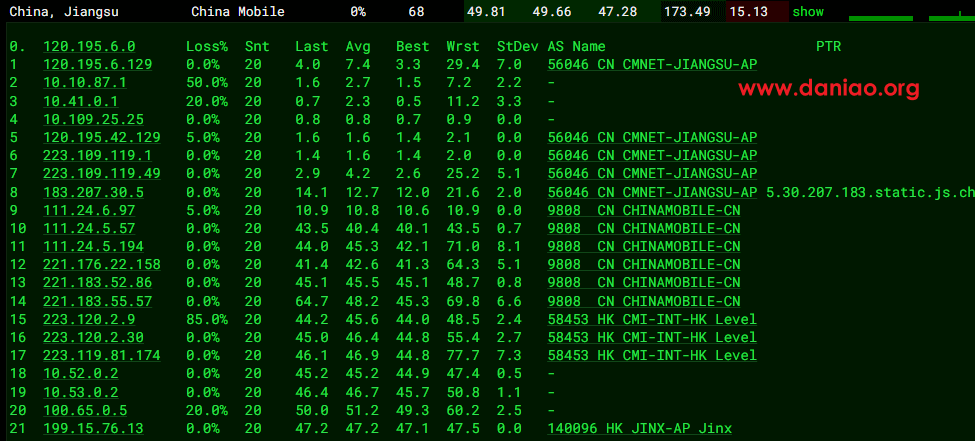 China, Jiangsu China Mobile 0% 68 49.81 49.66 47.28 173.49 15.13 show
0. 120.195.6.0 Loss% Snt Last Avg Best Wrst StDev AS Name PTR
1 120.195.6.129 0.0% 20 4.0 7.4 3.3 29.4 7.0 56046 CN CMNET-JIANGSU-AP
www.daniao.org
2 10.10.87.1 50.0% 20 1.6 2.7 1.5 7.2 2.2 -
3 10.41.0.1 20.0% 20 0.7 2.3 0.5 11.2 3.3 -
4 10.109.25.25 0.0% 20 0.8 0.8 0.7 0.9 0.0 -
5 120.195.42.129 5.0% 20 1.6 1.6 1.4 2.1 0.0 56046 CN CMNET-JIANGSU-AP
6 223.109.119.1 0.0% 20 1.4 1.6 1.4 2.0 0.0 56046 CN CMNET-JIANGSU-AP
7 223.109.119.49 0.0% 20 2.9 4.2 2.6 25.2 5.1 56046 CN CMNET-JIANGSU-AP
8 183.207.30.5 0.0% 20 14.1 12.7 12.0 21.6 2.0 56046 CN CMNET-JIANGSU-AP 5.30.207.183.static.js.ch
9 111.24.6.97 5.0% 20 10.9 10.8 10.6 10.9 0.0 9808 CN CHINAMOBILE-CN
10 111.24.5.57 0.0% 20 43.5 40.4 40.1 43.5 0.7 9808 CN CHINAMOBILE-CN
11 111.24.5.194 0.0% 20 44.0 45.3 42.1 71.0 8.1 9808 CN CHINAMOBILE-CN
12 221.176.22.158 0.0% 20 41.4 42.6 41.3 64.3 5.1 9808 CN CHINAMOBILE-CN
13 221.183.52.86 0.0% 20 45.1 45.5 45.1 48.7 0.8 9808 CN CHINAMOBILE-CN
14 221.183.55.57 0.0% 20 64.7 48.2 45.3 69.8 6.6 9808 CN CHINAMOBILE-CN
15 223.120.2.9 85.0% 20 44.2 45.6 44.0 48.5 2.4 58453 HK CMI-INT-HK Level
16 223.120.2.30 0.0% 20 45.0 46.4 44.8 55.4 2.7 58453 HK CMI-INT-HK Level
17 223.119.81.174 0.0% 20 46.1 46.9 44.8 77.7 7.3 58453 HK CMI-INT-HK Level
18 10.52.0.2 0.0% 20 45.2 45.2 44.9 47.4 0.5 -
19 10.53.0.2 0.0% 20 46.4 46.7 45.7 50.8 1.1 -
20 100.65.0.5 20.0% 20 50.0 51.2 49.3 60.2 2.5 -
21 199.15.76.13 0.0% 20 47.2 47.2 47.1 47.5 0.0 140096 HK JINX-AP Jinx